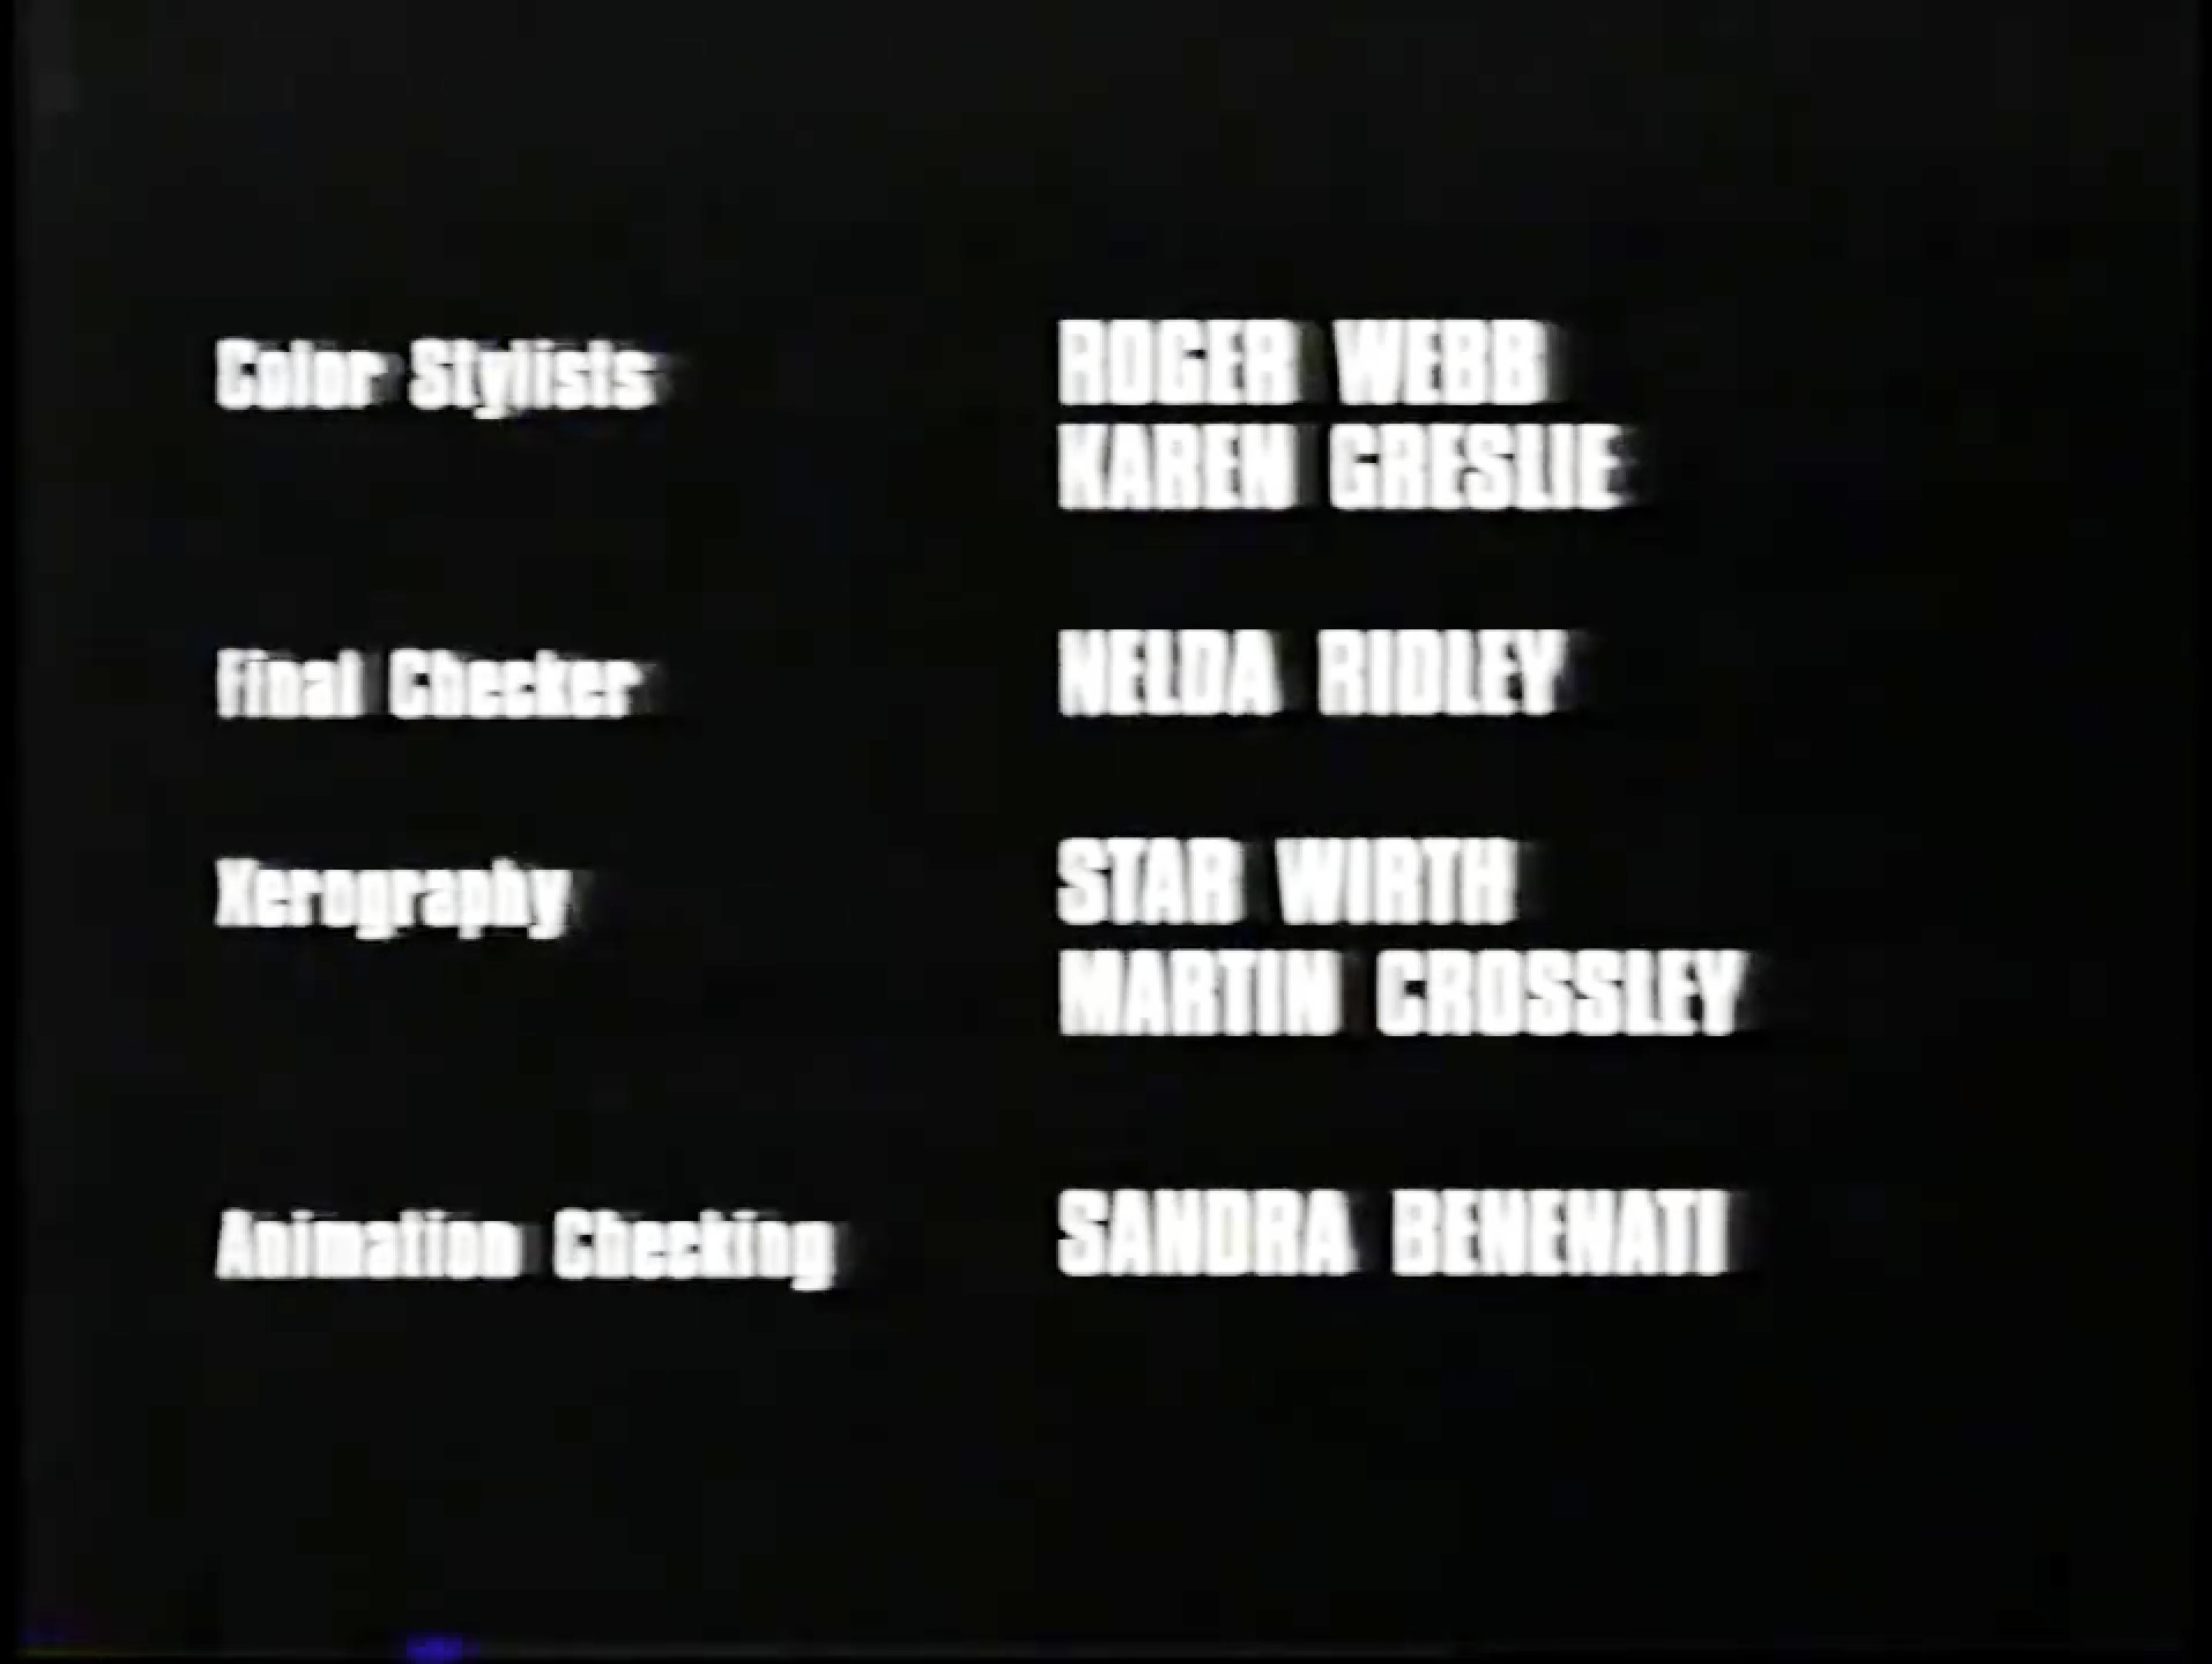 Color Stylists ROGER WEBB
KAREN GRESLIE
Final Checker NELDA RIDLEY
Xerography STAR WIRTH
MARTIN CROSSLEY
Animation Checking SANDRA BENENATI